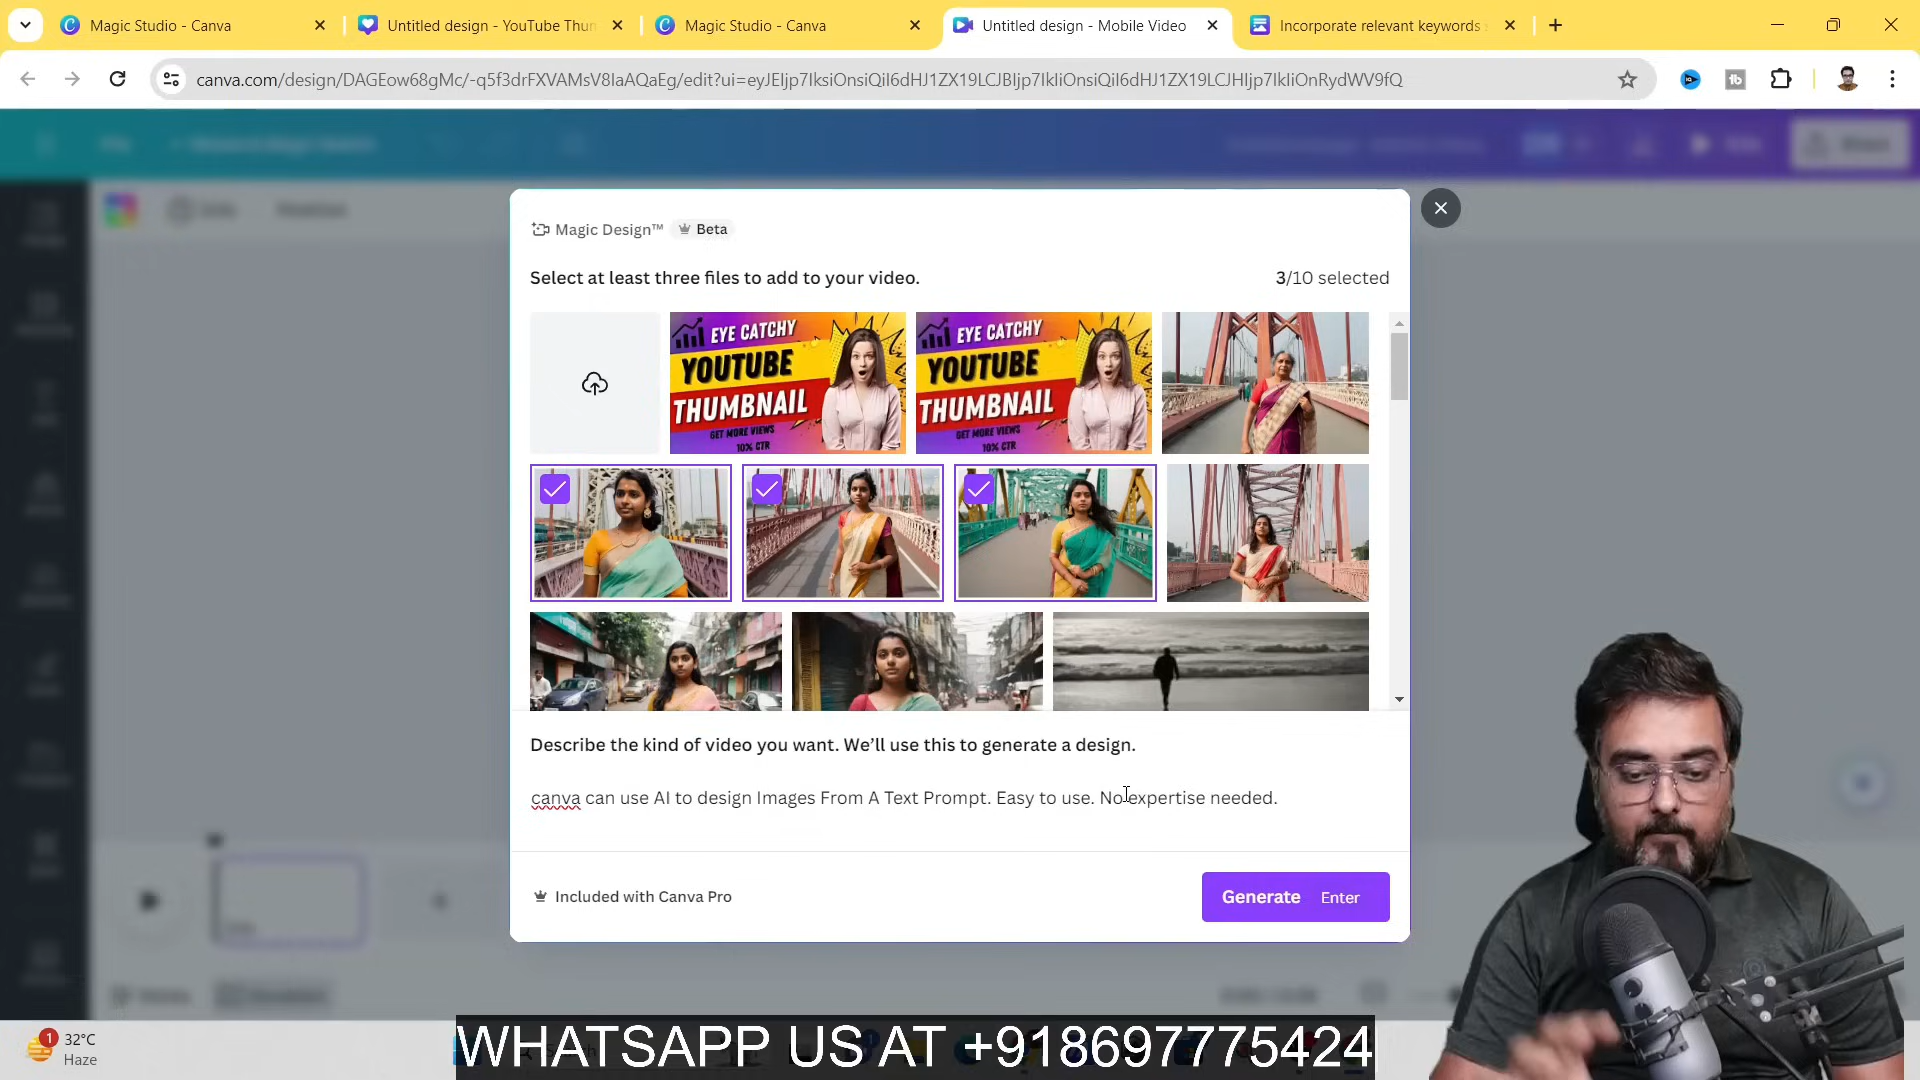 Magic Studio - Canva
Untitled design - YouTube Thun
Magic Studio - Canva
Untitled design - Mobile Video
Incorporate relevant keywords
canva.com/design/DAGEow68gMc/-q5f3drFXVAMsV8IaAQaEg/edit?ui=eyJEIjp7IksiOnsiQiI6dHJ1ZX19LCJBIjp7IkIiOnsiQiI6dHJ1ZX19LCJHIjp7IkIiOnRydWV9fQ
Magic Design™ Beta
Select at least three files to add to your video.
3/10 selected
EYE CATCHY
YOUTUBE
THUMBNAIL
GET MORE VIEWS
10% CTR
EYE CATCHY
YOUTUBE
THUMBNAIL
GET MORE VIEWS
10% CTR
Describe the kind of video you want. We’ll use this to generate a design.
canva can use AI to design Images From A Text Prompt. Easy to use. No expertise needed.
Included with Canva Pro
Generate Enter
WHATSAPP US AT +918697775424
1
32°C
Haze